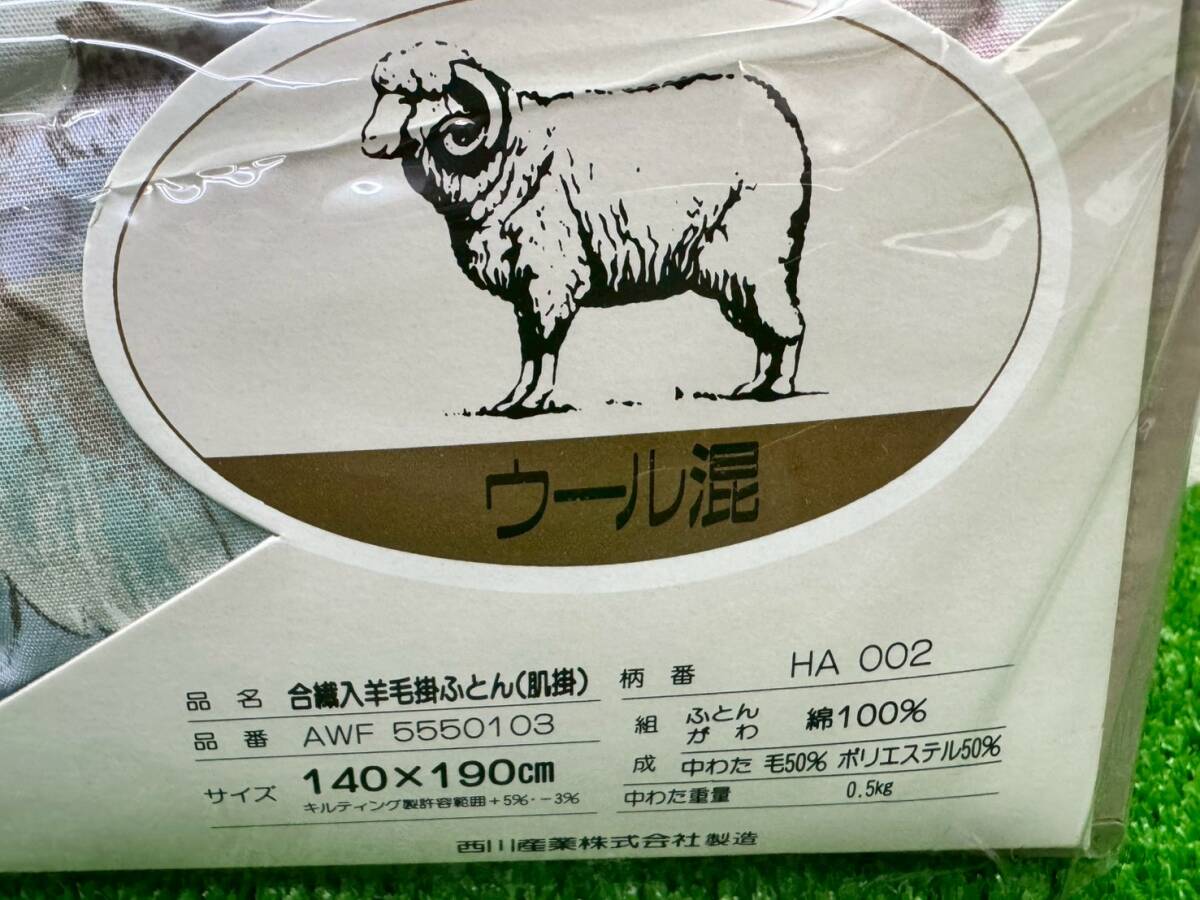 ウール混
品名 合繊入羊毛掛ふとん(肌掛)
品番 AWF 5550103
サイズ 140×190cm
キルティング製許容範囲+5%・-3%
柄番 HA 002
組成 ふとんがわ 綿100%
中わた 毛50% ポリエステル50%
中わた重量 0.5kg
西川産業株式会社製造